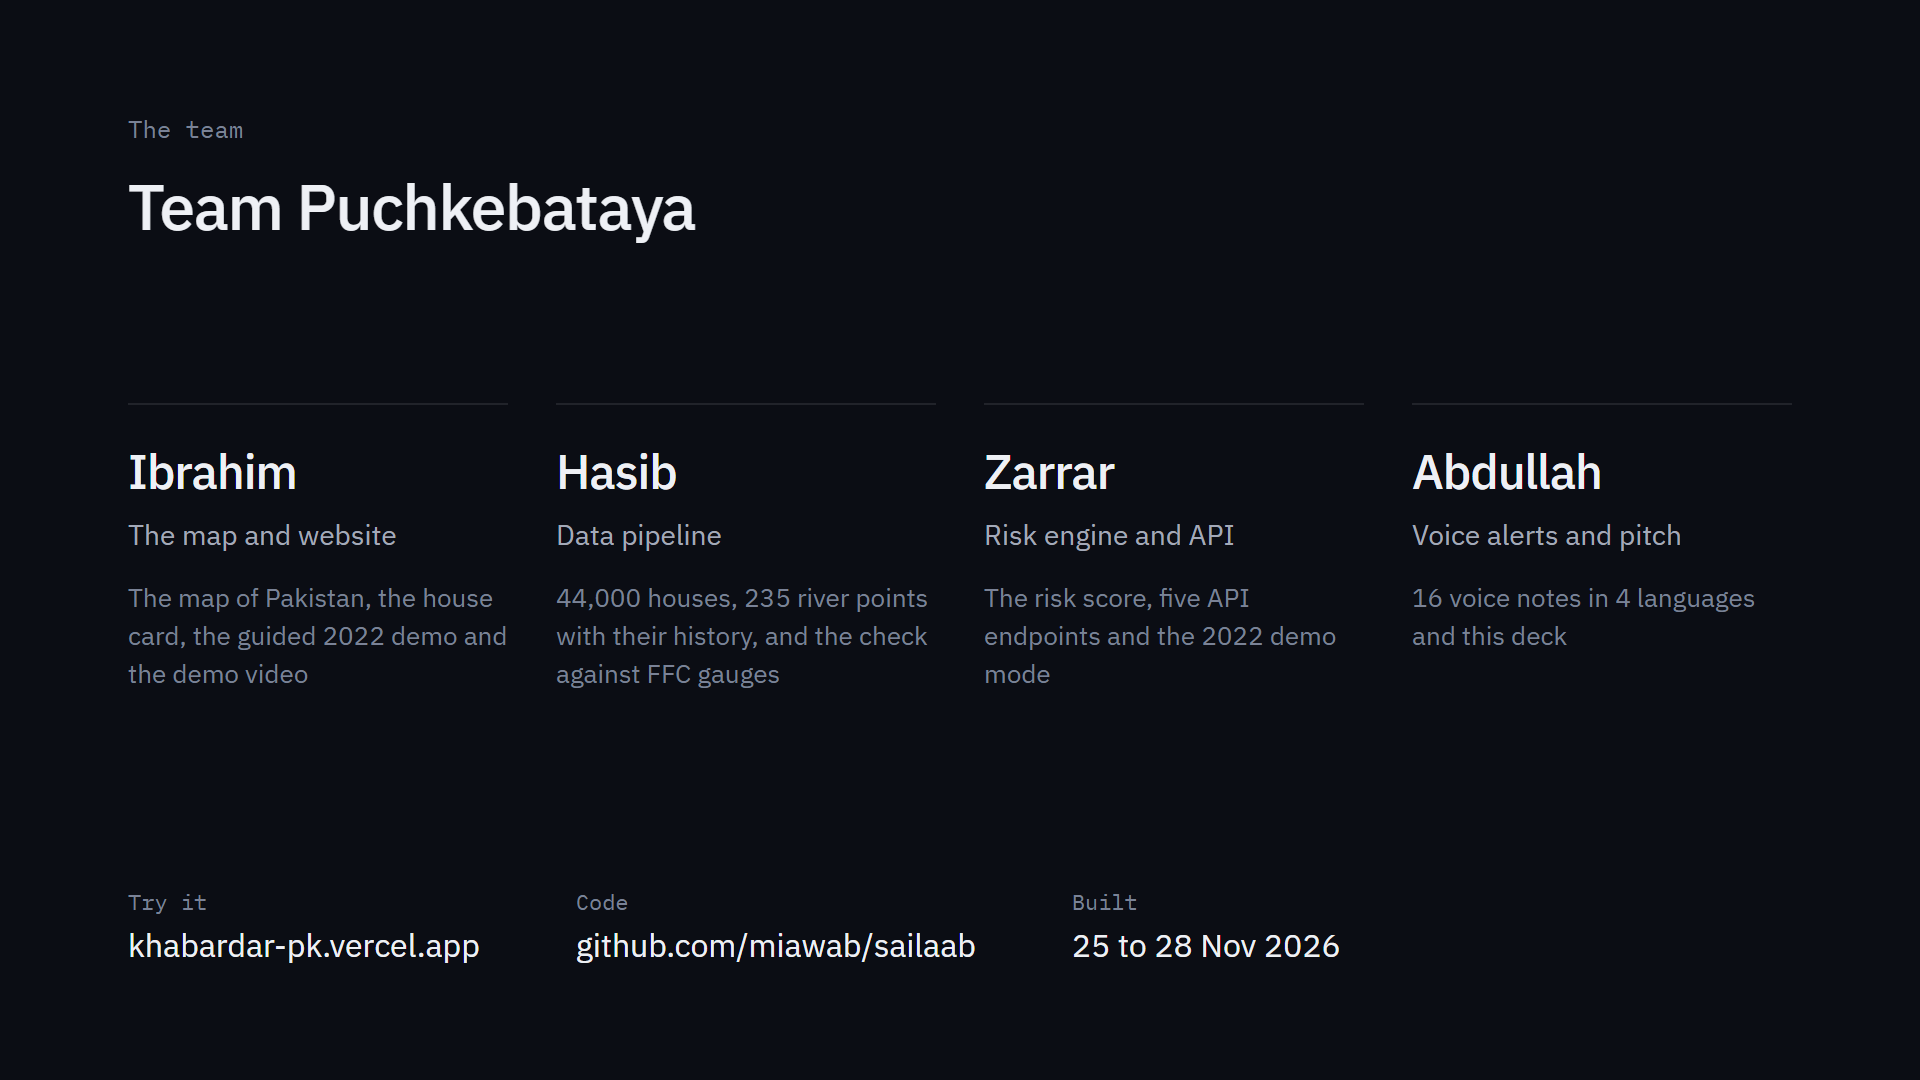 The team
Team Puchkebataya
Ibrahim
The map and website
The map of Pakistan, the house
card, the guided 2022 demo and
the demo video
Hasib
Data pipeline
44,000 houses, 235 river points
with their history, and the check
against FFC gauges
Zarrar
Risk engine and API
The risk score, five API
endpoints and the 2022 demo
mode
Abdullah
Voice alerts and pitch
16 voice notes in 4 languages
and this deck
Try it
khabardar-pk.vercel.app
Code
github.com/miawab/sailaab
Built
25 to 28 Nov 2026